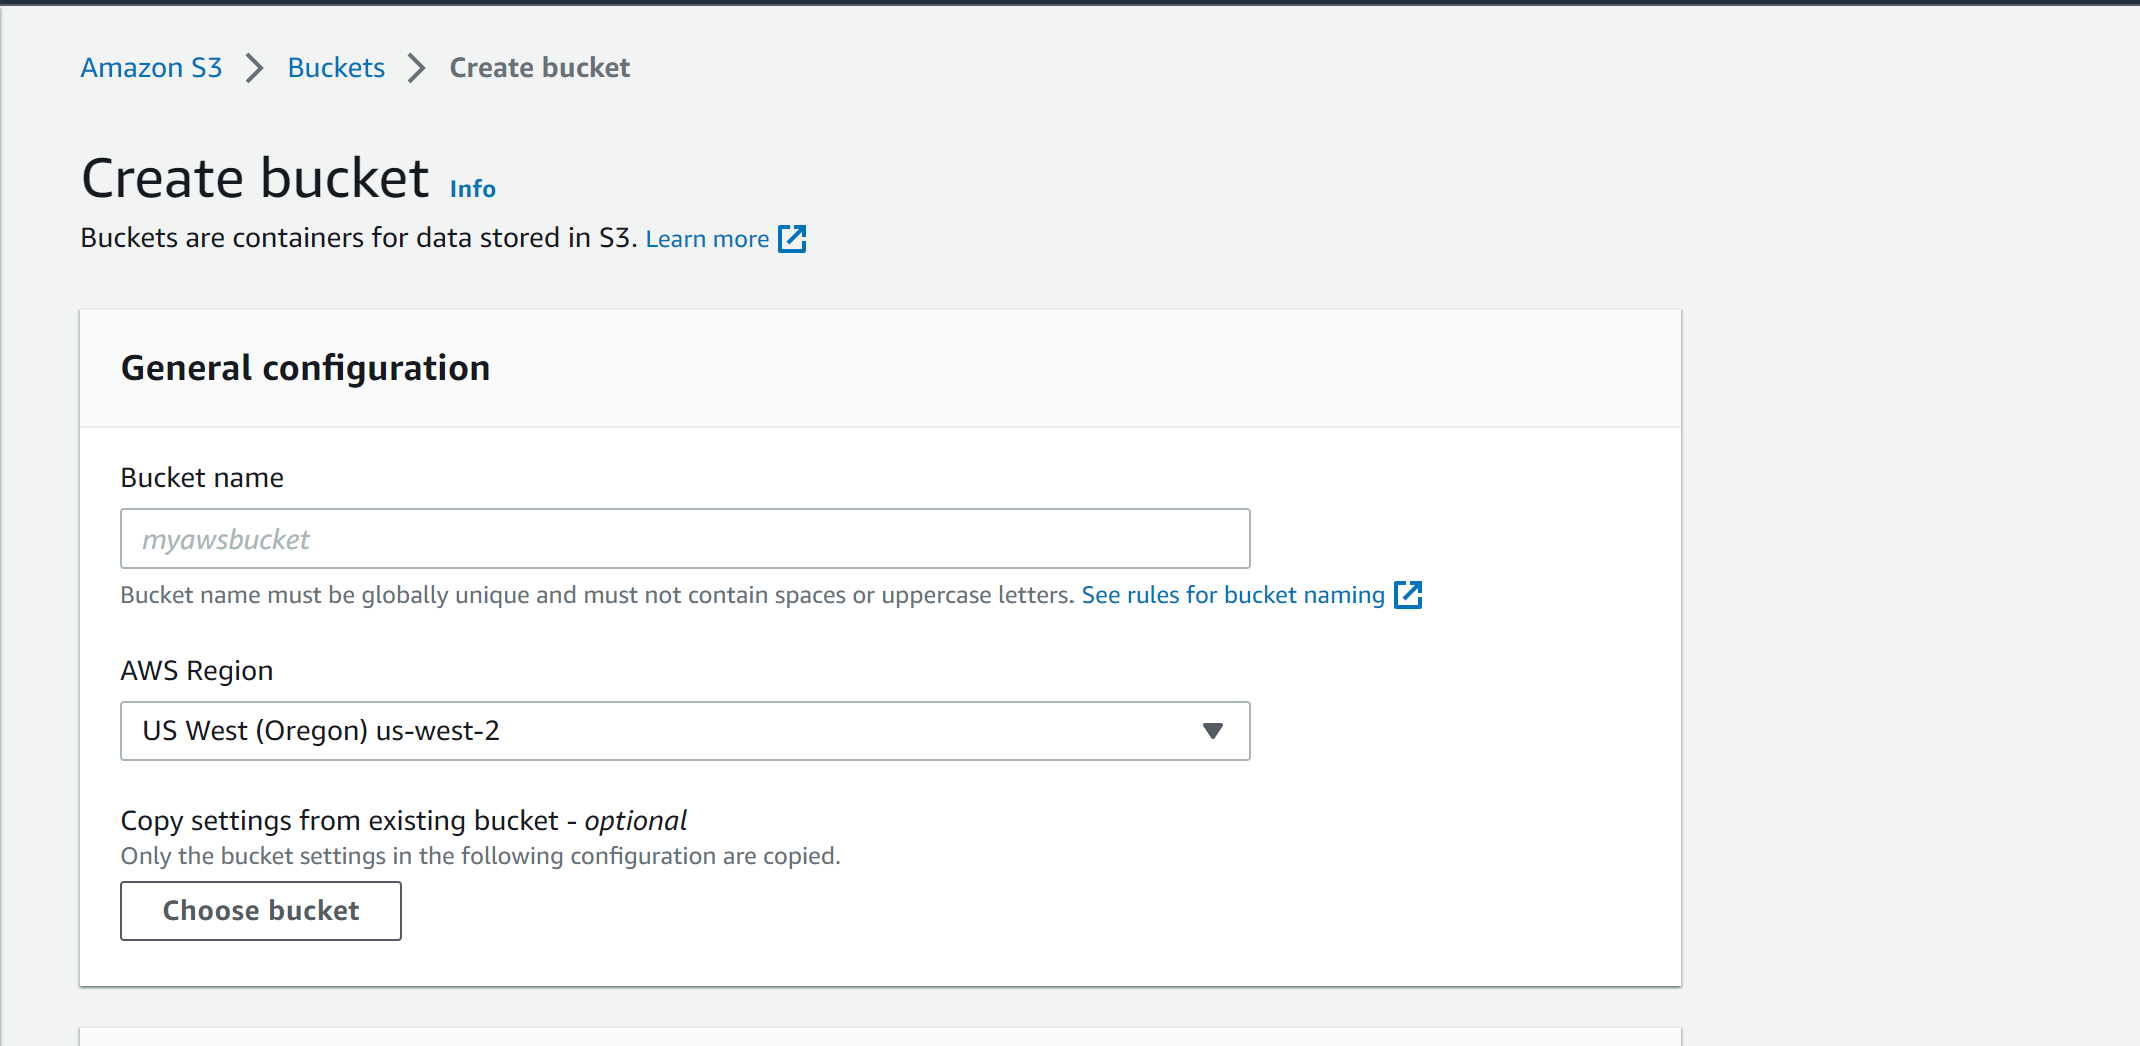 Amazon S3 > Buckets > Create bucket
Create bucket Info
Buckets are containers for data stored in S3. Learn more
General configuration
Bucket name
myawsbucket
Bucket name must be globally unique and must not contain spaces or uppercase letters. See rules for bucket naming
AWS Region
US West (Oregon) us-west-2
Copy settings from existing bucket - optional
Only the bucket settings in the following configuration are copied.
Choose bucket